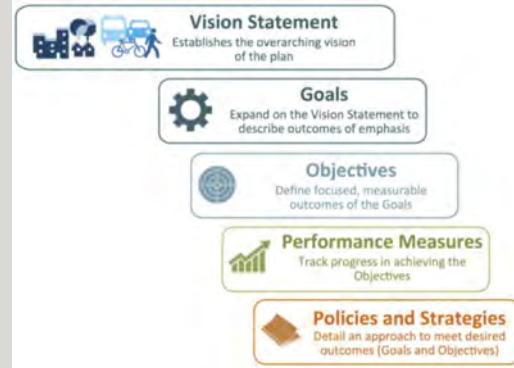 Vision Statement
Establishes the overarching vision
of the plan
Goals
Expand on the Vision Statement to
describe outcomes of emphasis
Objectives
Define focused, measurable
outcomes of the Goals
Performance Measures
Track progress in achieving the
Objectives
Policies and Strategies
Detail an approach to meet desired
outcomes (Goals and Objectives)